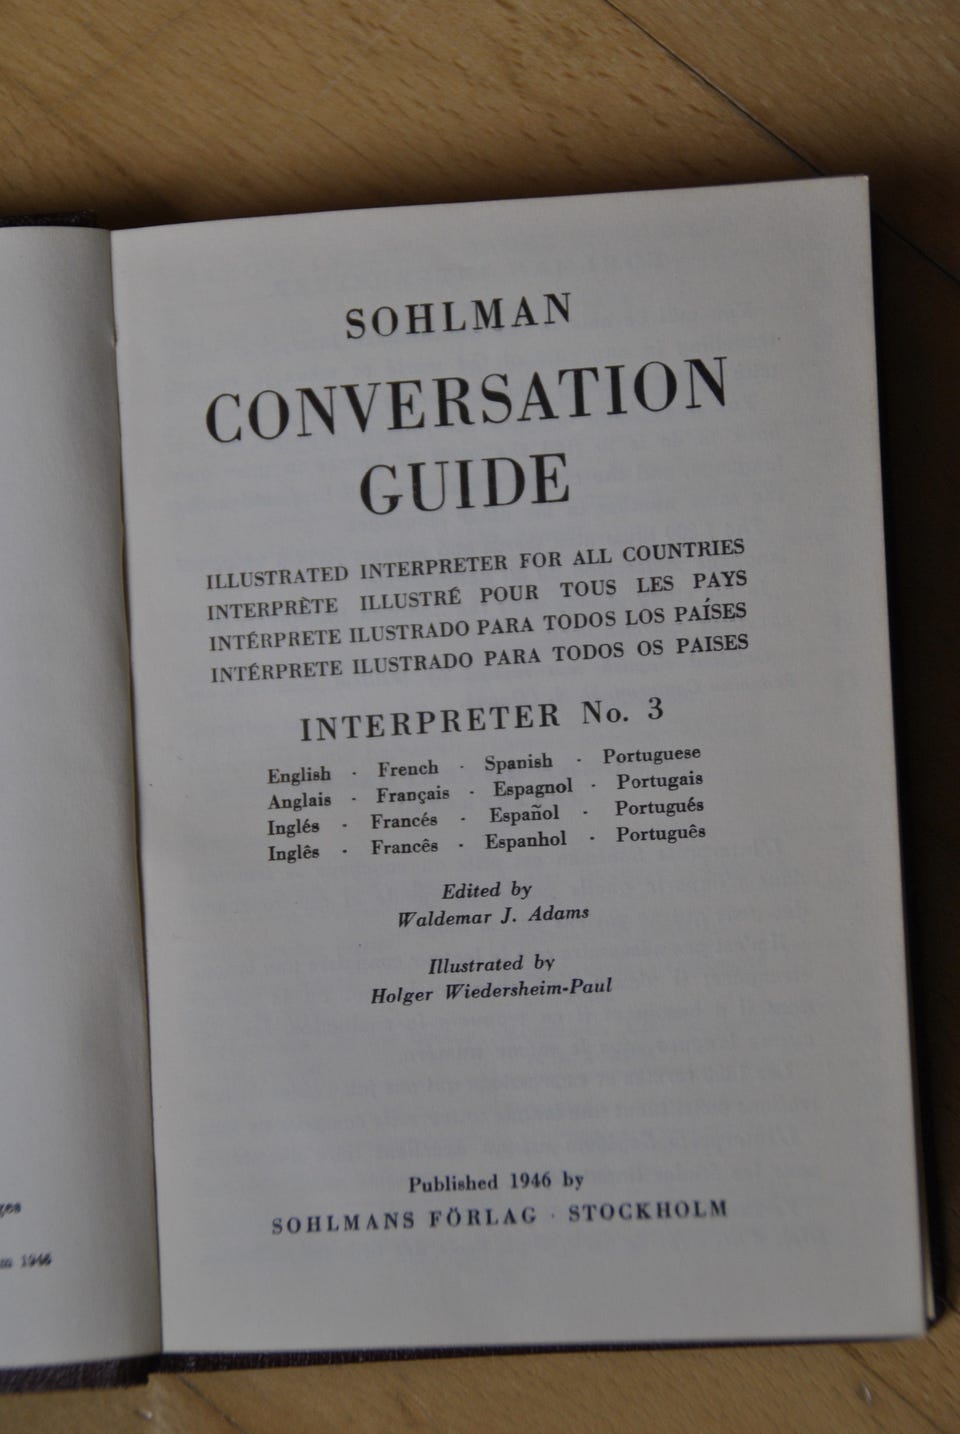 SOHLMAN
CONVERSATION
GUIDE
ILLUSTRATED INTERPRETER FOR ALL COUNTRIES
INTERPRÈTE ILLUSTRÉ POUR TOUS LES PAYS
INTÉRPRETE ILUSTRADO PARA TODOS LOS PAÍSES
INTÉRPRETE ILUSTRADO PARA TODOS OS PAISES
INTERPRETER No. 3
English · French · Spanish · Portuguese
Anglais · Français · Espagnol · Portugais
Inglés · Francés · Español · Portugués
Inglês · Francês · Espanhol · Português
Edited by
Waldemar J. Adams
Illustrated by
Holger Wiedersheim-Paul
Published 1946 by
SOHLMANS FÖRLAG · STOCKHOLM
1946